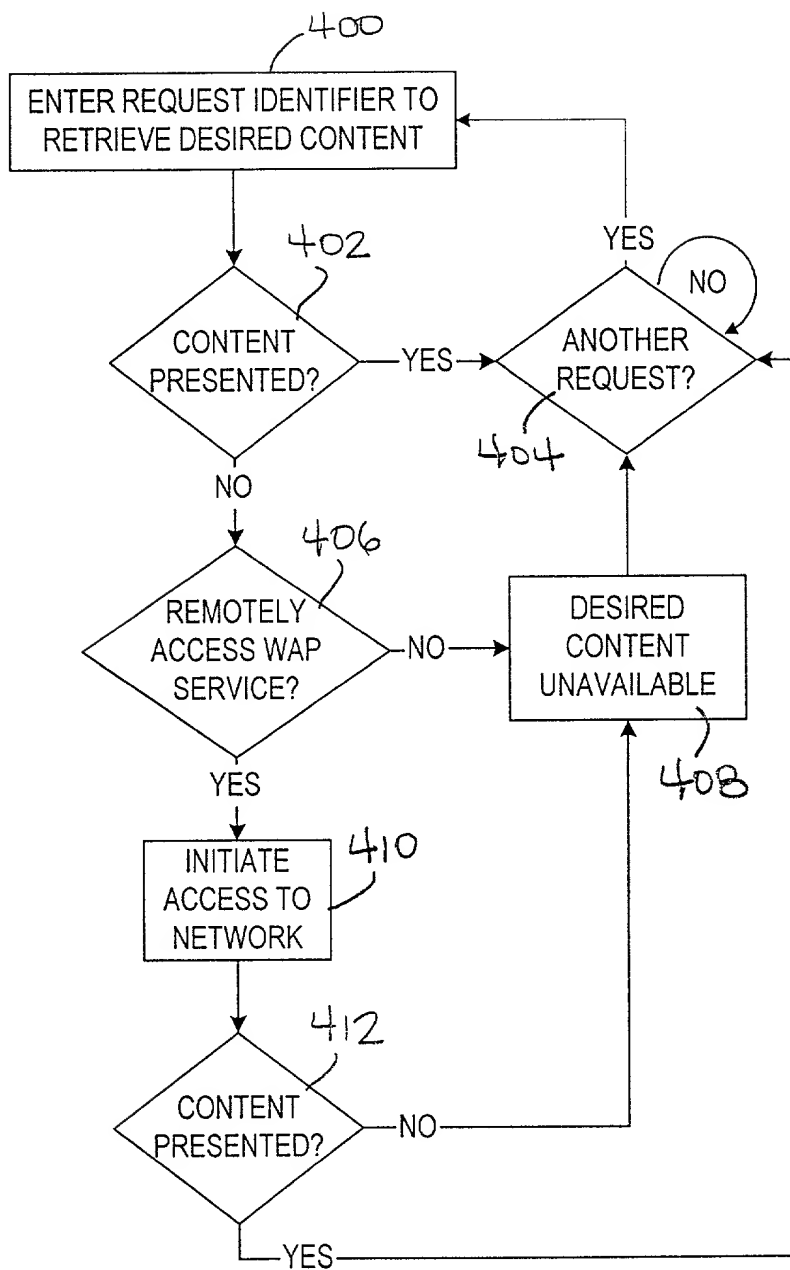 400
ENTER REQUEST IDENTIFIER TO
RETRIEVE DESIRED CONTENT
402
CONTENT
PRESENTED?
YES
YES
NO
ANOTHER
REQUEST?
404
NO
406
REMOTELY
ACCESS WAP
SERVICE?
NO
DESIRED
CONTENT
UNAVAILABLE
408
YES
INITIATE
ACCESS TO
NETWORK
410
412
CONTENT
PRESENTED?
NO
YES